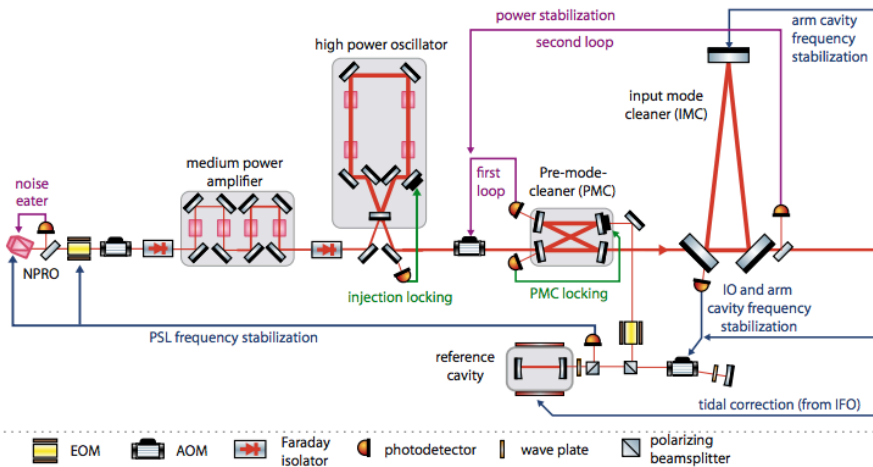 power stabilization
second loop
arm cavity
frequency
stabilization
high power oscillator
input mode
cleaner (IMC)
medium power
amplifier
first
loop
Pre-mode-
cleaner (PMC)
noise
eater
NPRO
injection locking
PMC locking
IO and arm
cavity frequency
stabilization
PSL frequency stabilization
reference
cavity
tidal correction (from IFO)
EOM
AOM
Faraday
isolator
photodetector
wave plate
polarizing
beamsplitter